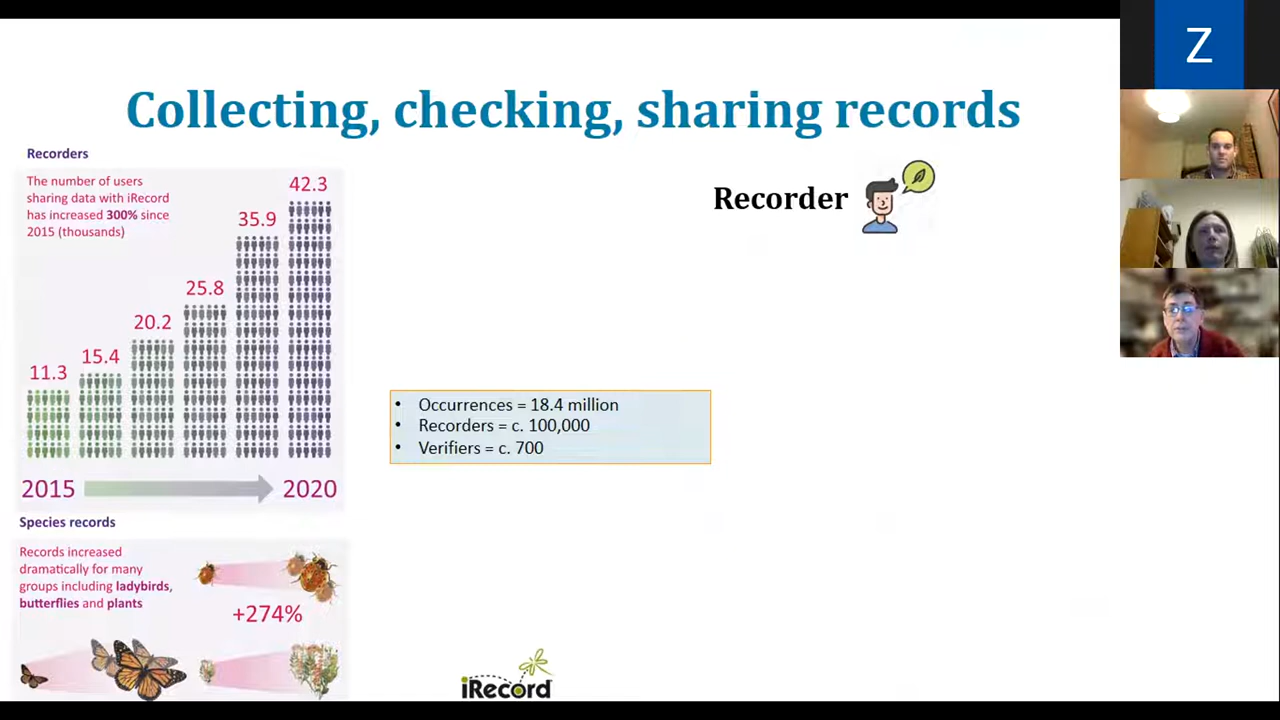 Collecting, checking, sharing records
Recorders
The number of users
sharing data with iRecord
has increased 300% since
2015 (thousands)
11.3
15.4
20.2
25.8
35.9
42.3
2015
2020
Species records
Records increased
dramatically for many
groups including ladybirds,
butterflies and plants
+274%
Recorder
• Occurrences = 18.4 million
• Recorders = c. 100,000
• Verifiers = c. 700
iRecord
Z